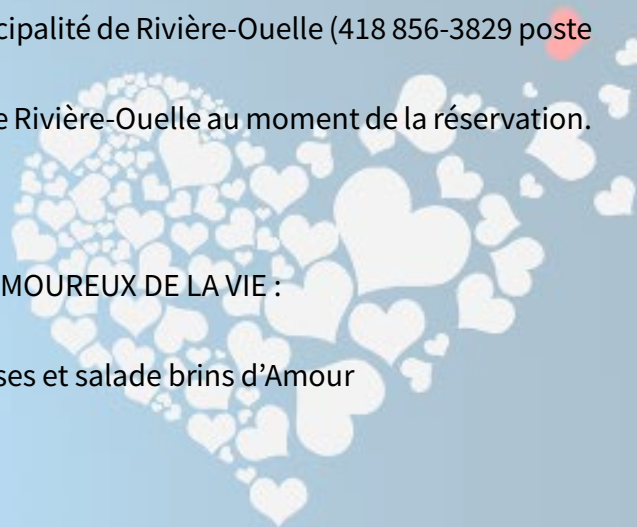 cipalité de Rivière-Ouelle (418 856-3829 poste
e Rivière-Ouelle au moment de la réservation.
MOUREUX DE LA VIE :
ses et salade brins d’Amour